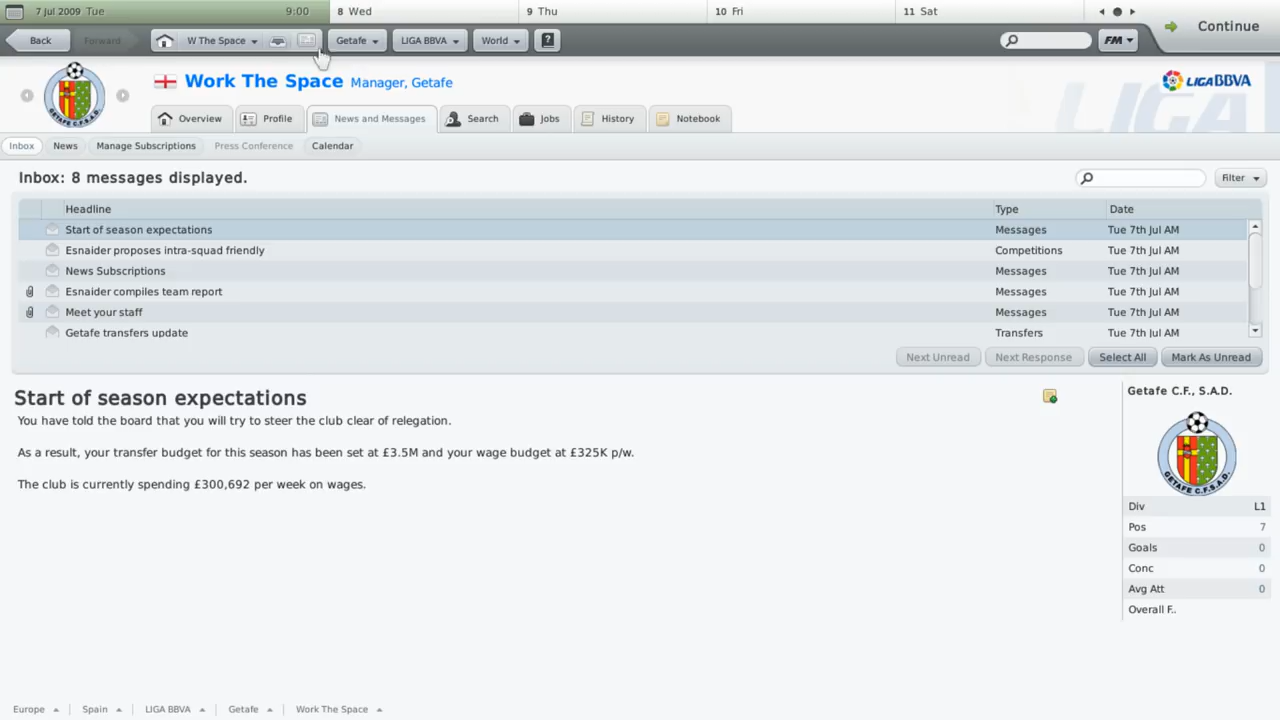 7 Jul 2009 Tue 9:00 8 Wed 9 Thu 10 Fri 11 Sat
Continue
Back Forward W The Space Getafe LIGA BBVA World ? FM
Work The Space Manager, Getafe
LIGABBVA
Overview Profile News and Messages Search Jobs History Notebook
Inbox News Manage Subscriptions Press Conference Calendar
Inbox: 8 messages displayed.
Filter
Headline Type Date
Start of season expectations Messages Tue 7th Jul AM
Esnaider proposes intra-squad friendly Competitions Tue 7th Jul AM
News Subscriptions Messages Tue 7th Jul AM
Esnaider compiles team report Messages Tue 7th Jul AM
Meet your staff Messages Tue 7th Jul AM
Getafe transfers update Transfers Tue 7th Jul AM
Next Unread Next Response Select All Mark As Unread
Start of season expectations
You have told the board that you will try to steer the club clear of relegation.
As a result, your transfer budget for this season has been set at £3.5M and your wage budget at £325K p/w.
The club is currently spending £300,692 per week on wages.
Getafe C.F., S.A.D.
GETAFE C.F.S.A.D.
Div L1
Pos 7
Goals 0
Conc 0
Avg Att 0
Overall F..
Europe Spain LIGA BBVA Getafe Work The Space